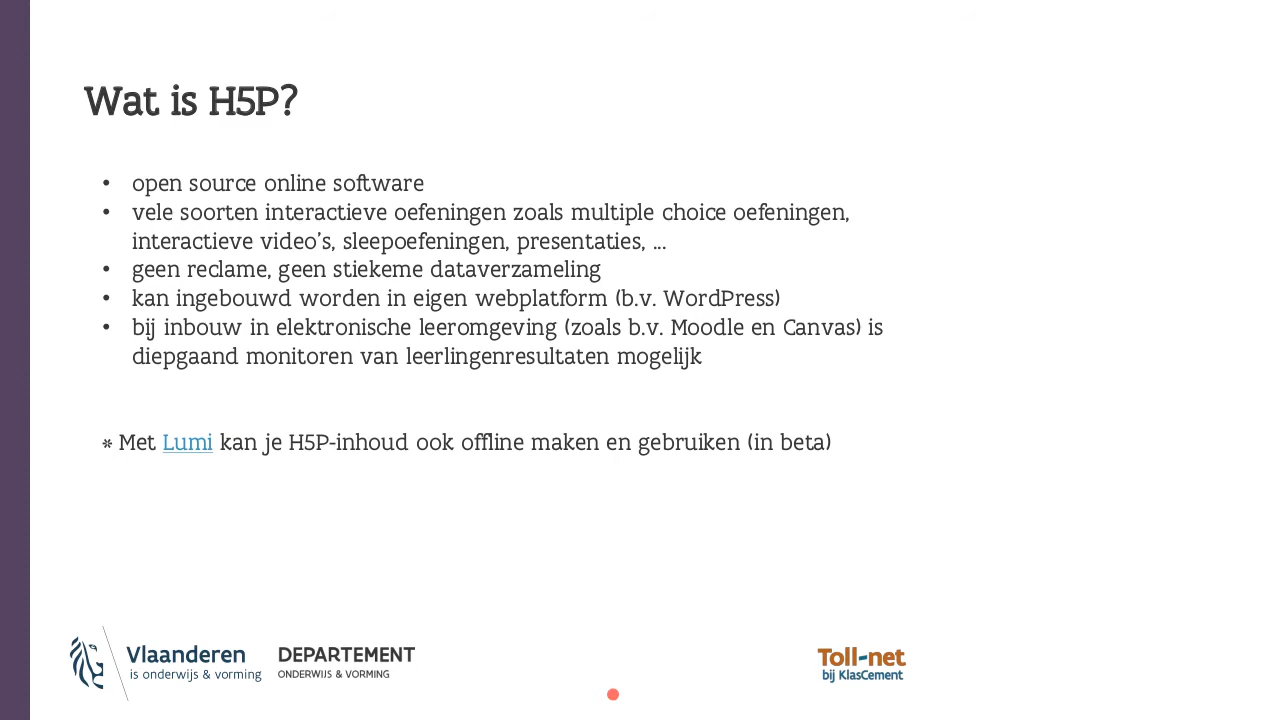 Wat is H5P?
• open source online software
• vele soorten interactieve oefeningen zoals multiple choice oefeningen,
interactieve video's, sleepoefeningen, presentaties, ...
• geen reclame, geen stiekeme dataverzameling
• kan ingebouwd worden in eigen webplatform (b.v. WordPress)
• bij inbouw in elektronische leeromgeving (zoals b.v. Moodle en Canvas) is
diepgaand monitoren van leerlingenresultaten mogelijk
* Met Lumi kan je H5P-inhoud ook offline maken en gebruiken (in beta)
Vlaanderen
is onderwijs & vorming
DEPARTEMENT
ONDERWIJS & VORMING
Toll-net
bij KlasCement